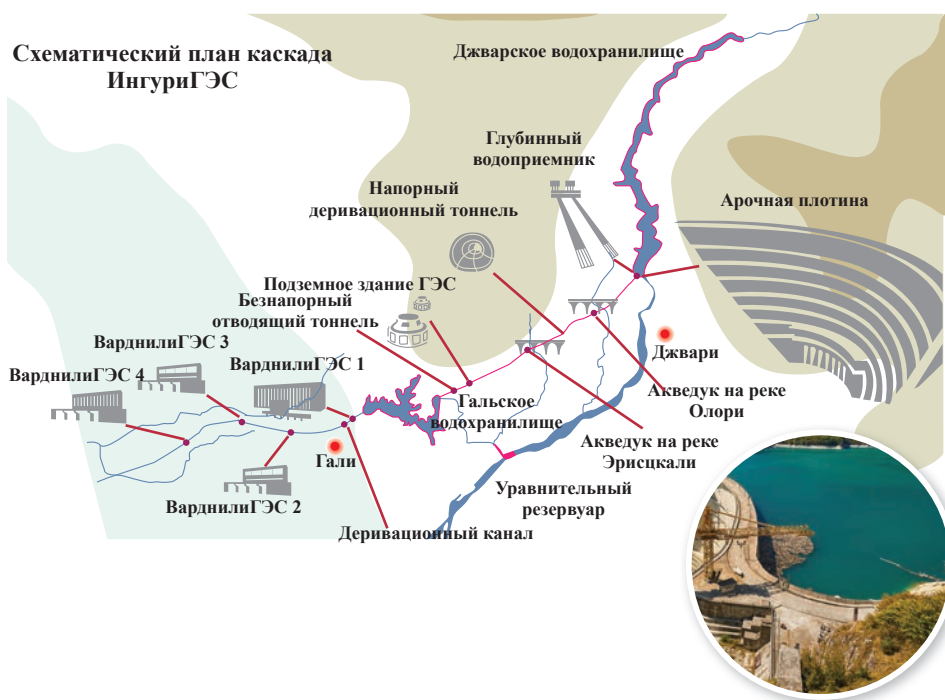 Схематический план каскада
ИнгуриГЭС
Джварское водохранилище
Глубинный
водоприемник
Напорный
деривационный тоннель
Арочная плотина
Подземное здание ГЭС
Безнапорный
отводящий тоннель
ВарднилиГЭС 3
ВарднилиГЭС 4
ВарднилиГЭС 1
Джвари
Акведук на реке
Олори
Гальское
водохранилище
Акведук на реке
Эрисцкали
Гали
Уравнительный
резервуар
ВарднилиГЭС 2
Деривационный канал